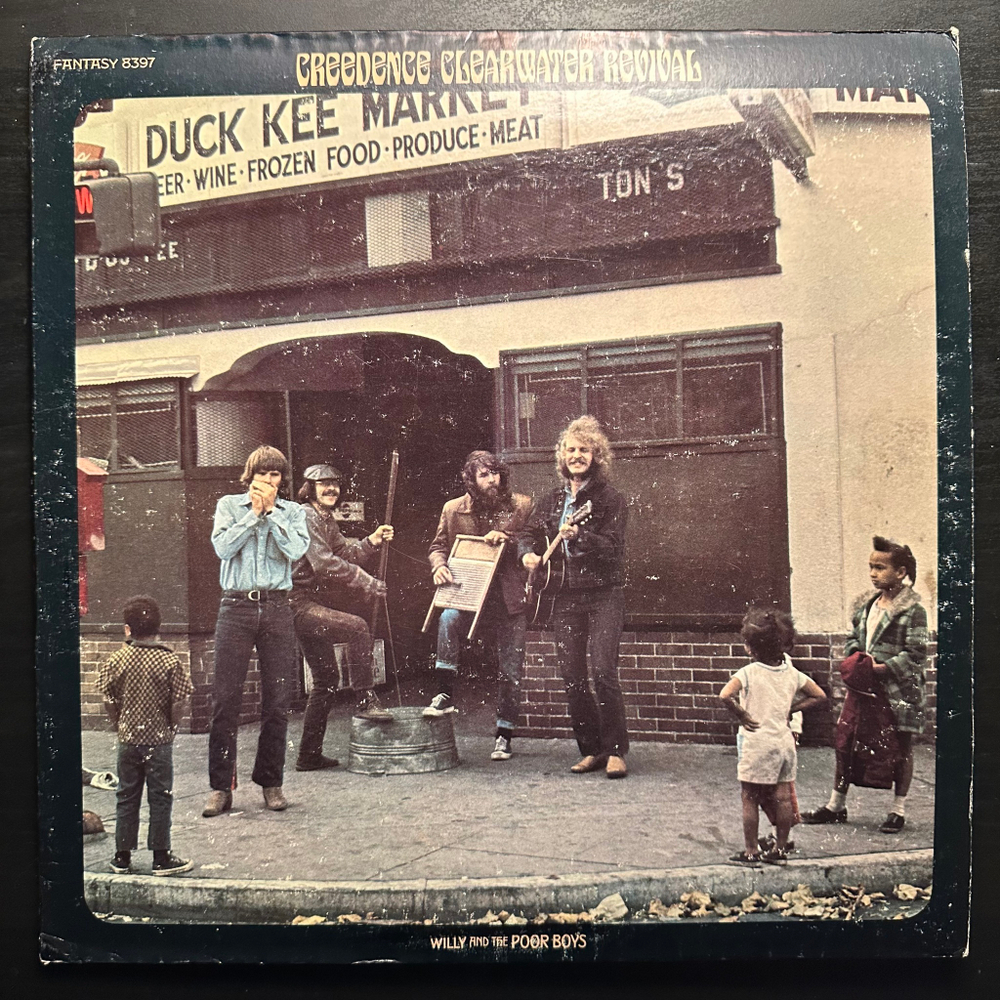 FANTASY 8397
CREEDENCE CLEARWATER REVIVAL
DUCK KEE MARKET
EER·WINE·FROZEN FOOD·PRODUCE·MEAT
TON'S
WILLY AND THE POOR BOYS